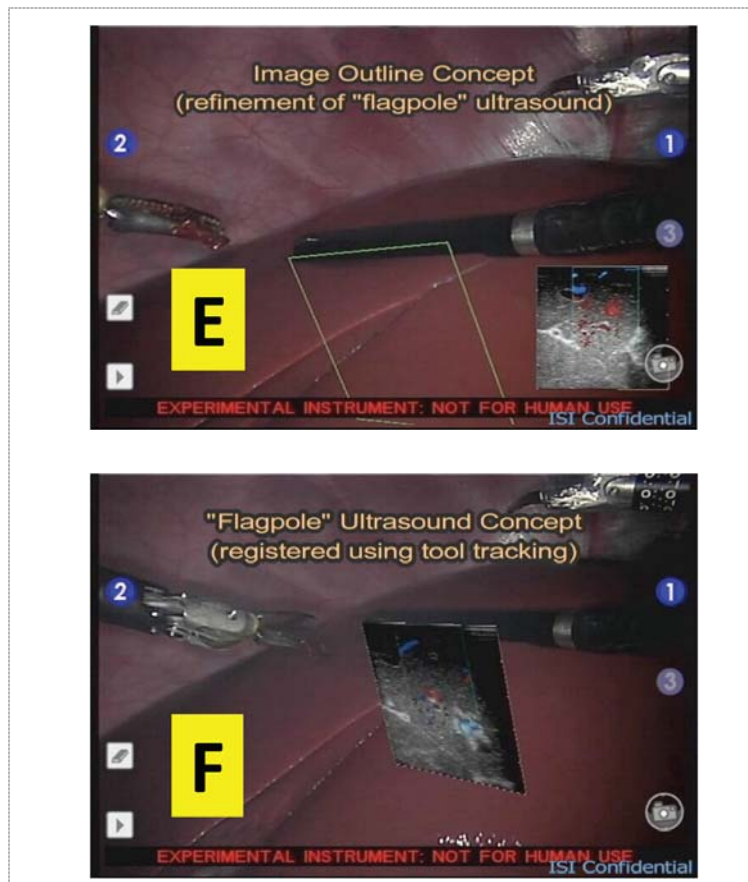 Image Outline Concept
(refinement of "flagpole" ultrasound)
2
1
3
E
EXPERIMENTAL INSTRUMENT: NOT FOR HUMAN USE
ISI Confidential
"Flagpole" Ultrasound Concept
(registered using tool tracking)
2
1
3
F
EXPERIMENTAL INSTRUMENT: NOT FOR HUMAN USE
ISI Confidential